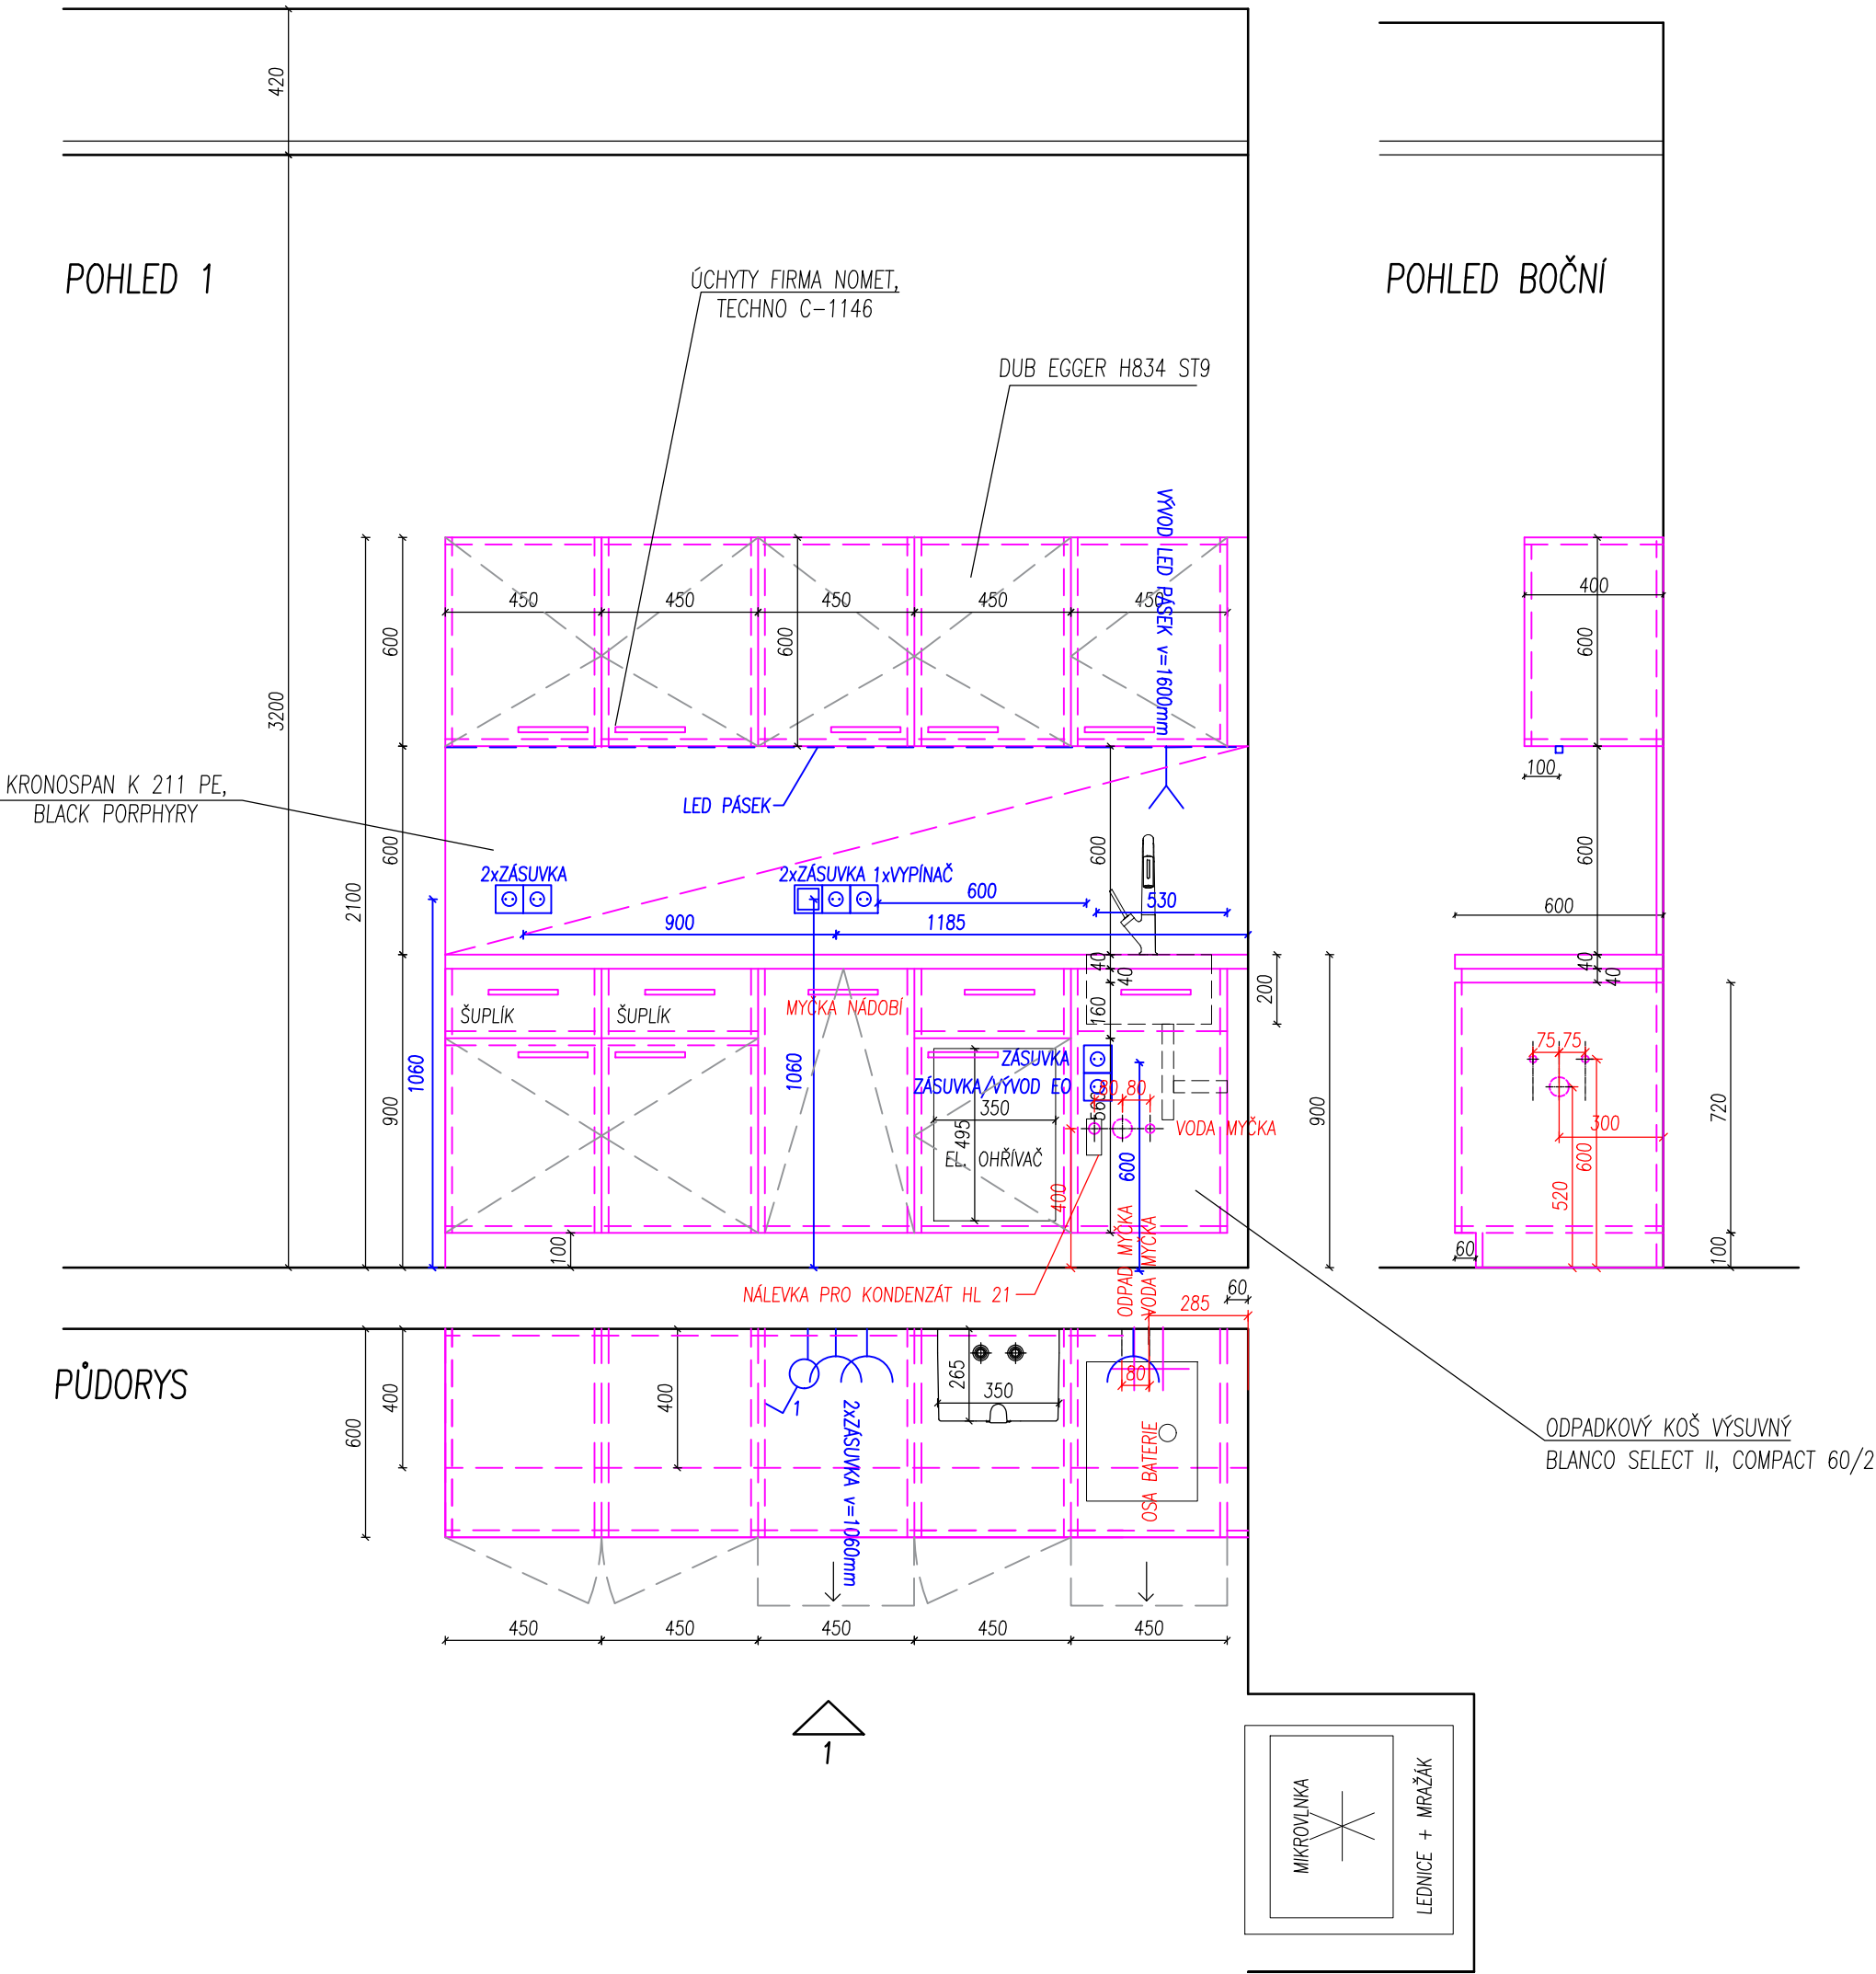 420
POHLED 1
POHLED BOČNÍ
ÚCHYTY FIRMA NOMET,
TECHNO C-1146
DUB EGGER H834 ST9
3200
2100
600
600
900
450
450
450
450
450
600
VÝVOD LED PÁSEK v=1600mm
400
600
100
KRONOSPAN K 211 PE,
BLACK PORPHYRY
LED PÁSEK
2xZÁSUVKA
2xZÁSUVKA 1xVYPÍNAČ
600
530
900
1185
600
600
600
40
40
40
40
160
200
ŠUPLÍK
ŠUPLÍK
MYČKA NÁDOBÍ
1060
1060
ZÁSUVKA
ZÁSUVKA/VÝVOD EO
80
80
560
350
495
EL. OHŘÍVAČ
VODA MYČKA
400
600
900
75
75
300
600
520
720
100
60
100
NÁLEVKA PRO KONDENZÁT HL 21
ODPAD MYČKA
VODA MYČKA
60
285
PŮDORYS
600
400
400
1
2xZÁSUVKA v=1060mm
265
350
80
OSA BATERIE
ODPADKOVÝ KOŠ VÝSUVNÝ
BLANCO SELECT II, COMPACT 60/2
450
450
450
450
450
1
MIKROVLNKA
LEDNICE + MRAŽÁK